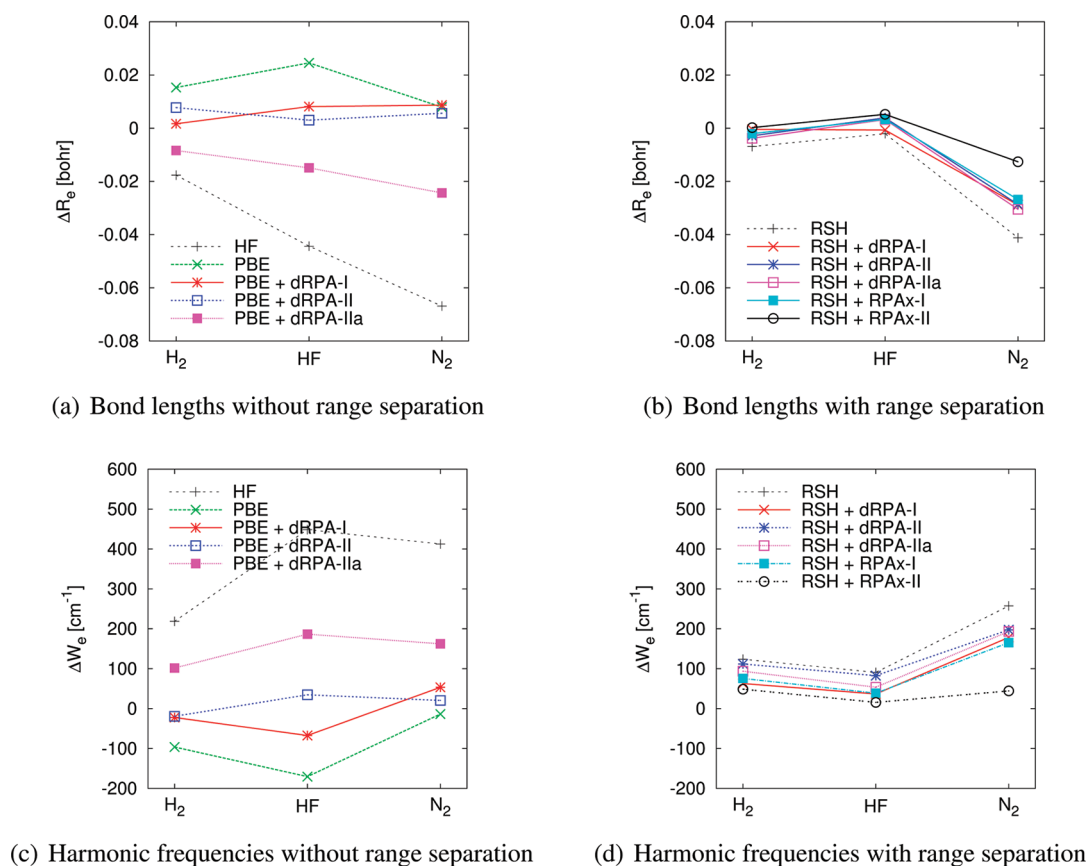 0.04
0.02
0
-0.02
-0.04
-0.06
-0.08
ΔRe [bohr]
HF
PBE
PBE + dRPA-I
PBE + dRPA-II
PBE + dRPA-IIa
H2 HF N2
(a) Bond lengths without range separation
0.04
0.02
0
-0.02
-0.04
-0.06
-0.08
ΔRe [bohr]
RSH
RSH + dRPA-I
RSH + dRPA-II
RSH + dRPA-IIa
RSH + RPAx-I
RSH + RPAx-II
H2 HF N2
(b) Bond lengths with range separation
600
500
400
300
200
100
0
-100
-200
ΔWe [cm-1]
HF
PBE
PBE + dRPA-I
PBE + dRPA-II
PBE + dRPA-IIa
H2 HF N2
(c) Harmonic frequencies without range separation
600
500
400
300
200
100
0
-100
-200
ΔWe [cm-1]
RSH
RSH + dRPA-I
RSH + dRPA-II
RSH + dRPA-IIa
RSH + RPAx-I
RSH + RPAx-II
H2 HF N2
(d) Harmonic frequencies with range separation